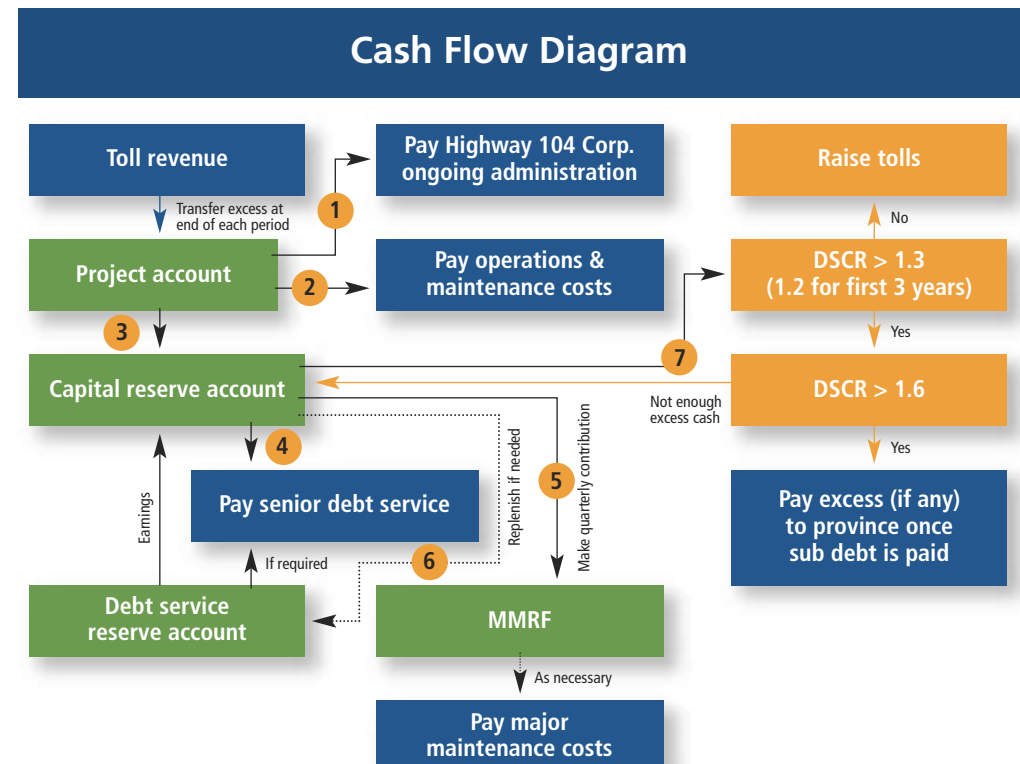 Cash Flow Diagram
Toll revenue
Transfer excess at
end of each period
Project account
1
Pay Highway 104 Corp.
ongoing administration
2
Pay operations &
maintenance costs
3
Capital reserve account
4
Pay senior debt service
Earnings
If required
Debt service
reserve account
Replenish if needed
6
5
Make quarterly contribution
MMRF
As necessary
Pay major
maintenance costs
7
Raise tolls
No
DSCR > 1.3
(1.2 for first 3 years)
Yes
DSCR > 1.6
Not enough
excess cash
Yes
Pay excess (if any)
to province once
sub debt is paid